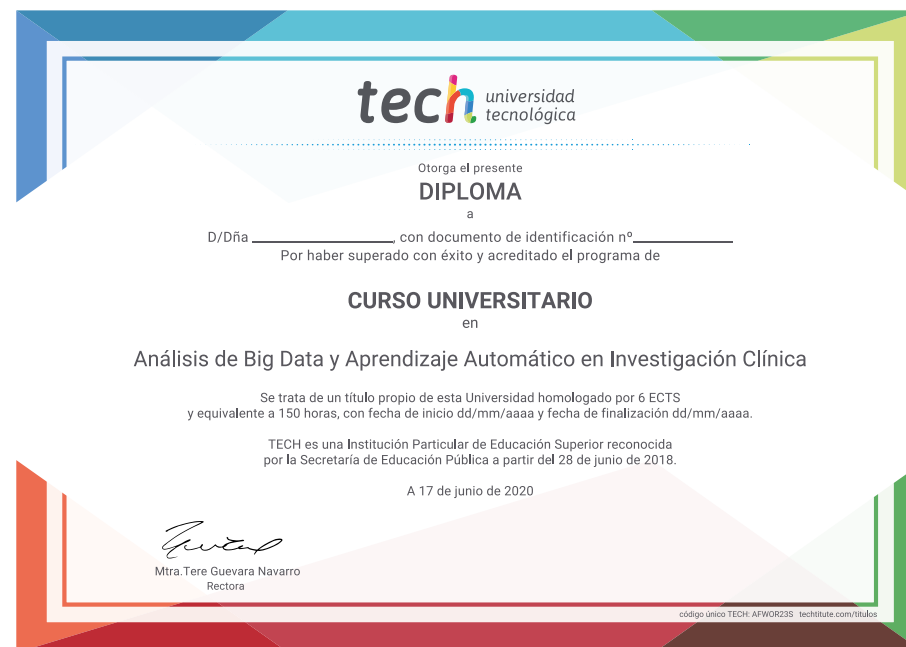 tech universidad
tecnológica
Otorga el presente
DIPLOMA
a
D/Dña ____________________, con documento de identificación nº______________
Por haber superado con éxito y acreditado el programa de
CURSO UNIVERSITARIO
en
Análisis de Big Data y Aprendizaje Automático en Investigación Clínica
Se trata de un título propio de esta Universidad homologado por 6 ECTS
y equivalente a 150 horas, con fecha de inicio dd/mm/aaaa y fecha de finalización dd/mm/aaaa.
TECH es una Institución Particular de Educación Superior reconocida
por la Secretaría de Educación Pública a partir del 28 de junio de 2018.
A 17 de junio de 2020
Mtra.Tere Guevara Navarro
Rectora
código único TECH: AFWOR23S techtitute.com/titulos